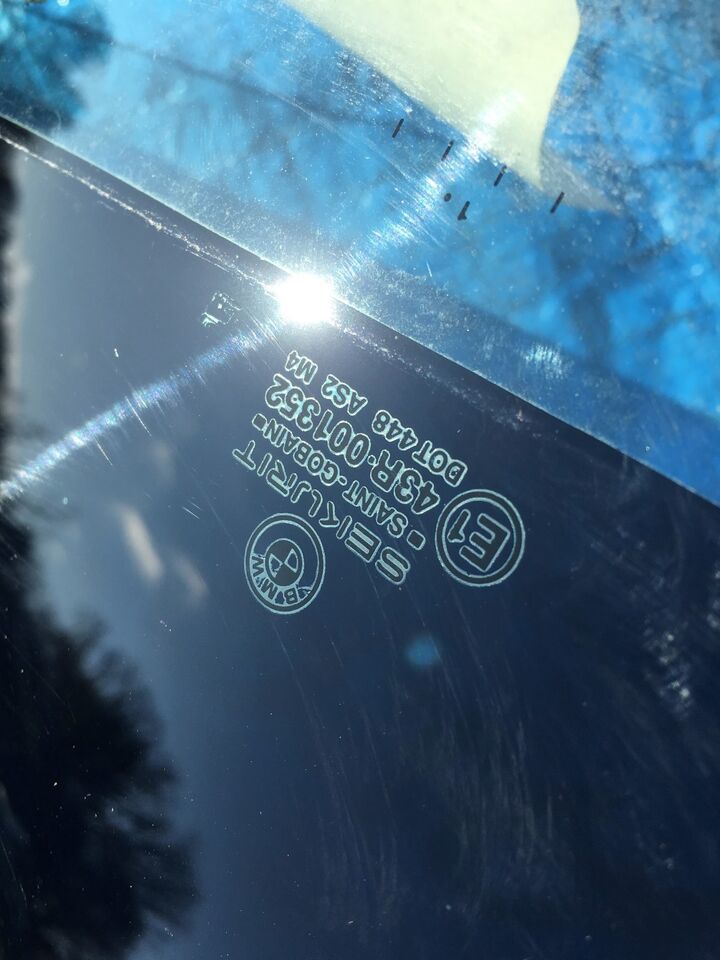 BMW
SEKURIT
SAINT-GOBAIN
E1
43R-001352
DOT 448 AS2 M4